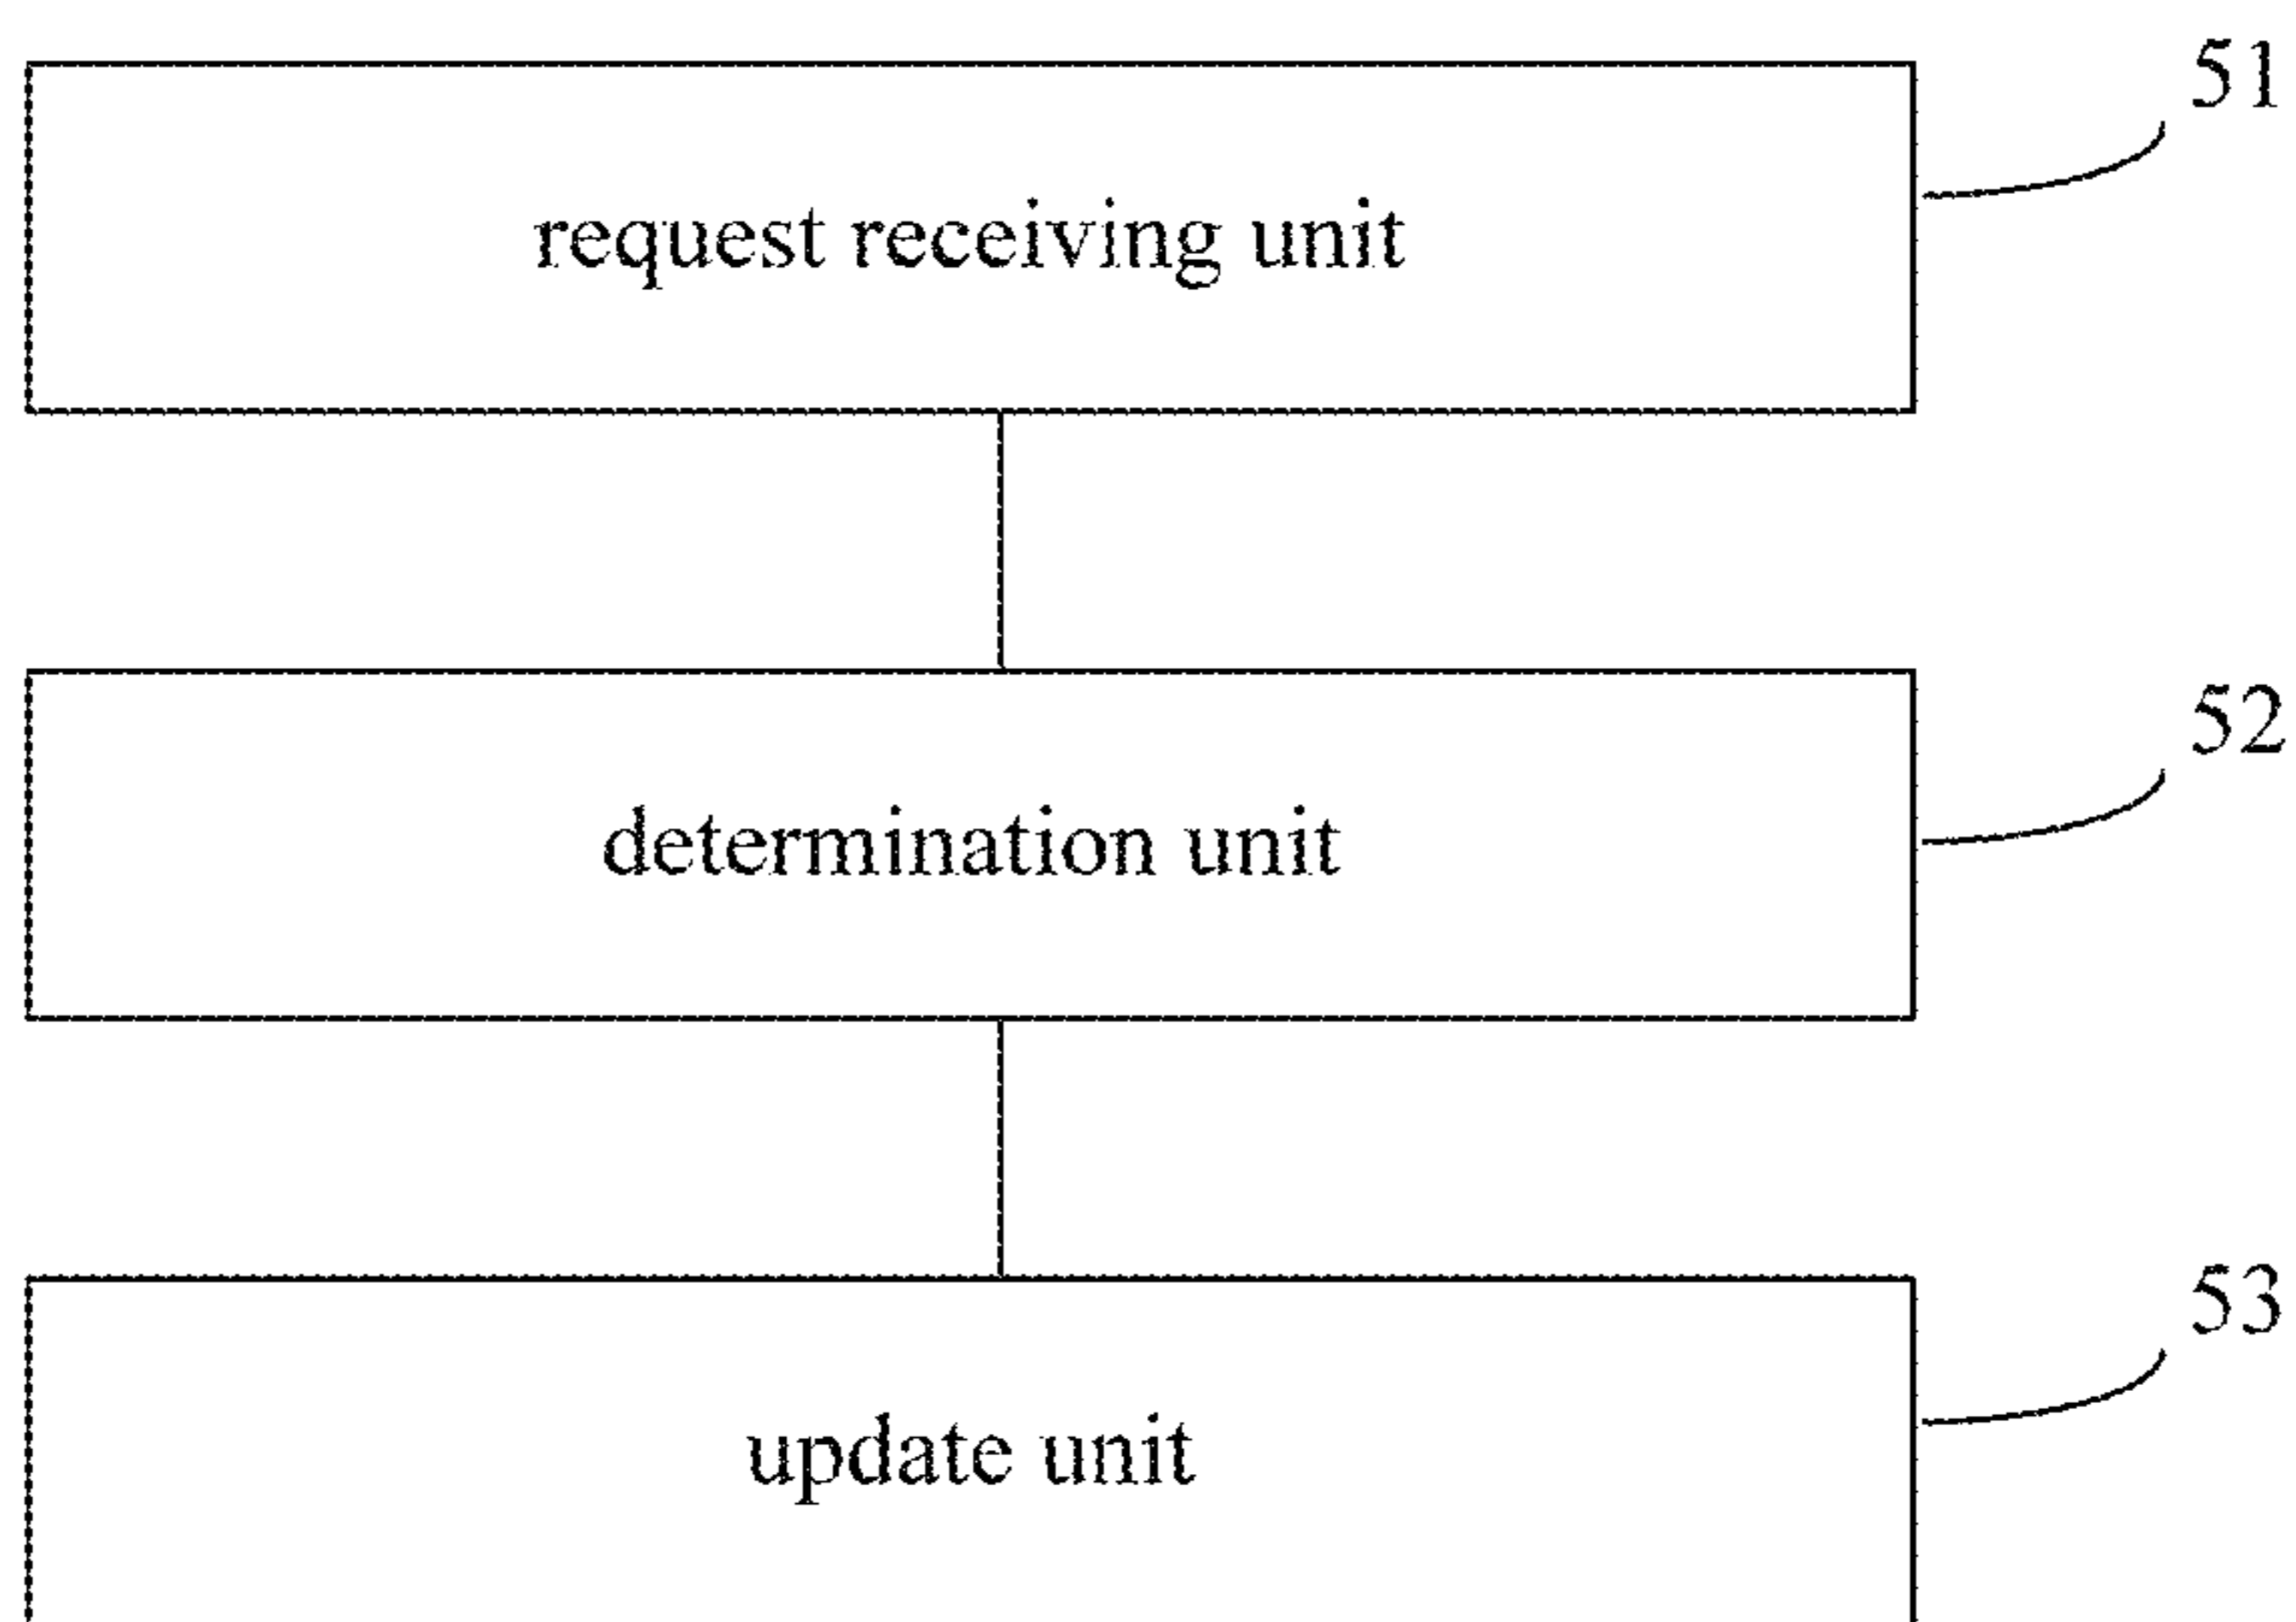 51
request receiving unit
52
determination unit
53
update unit